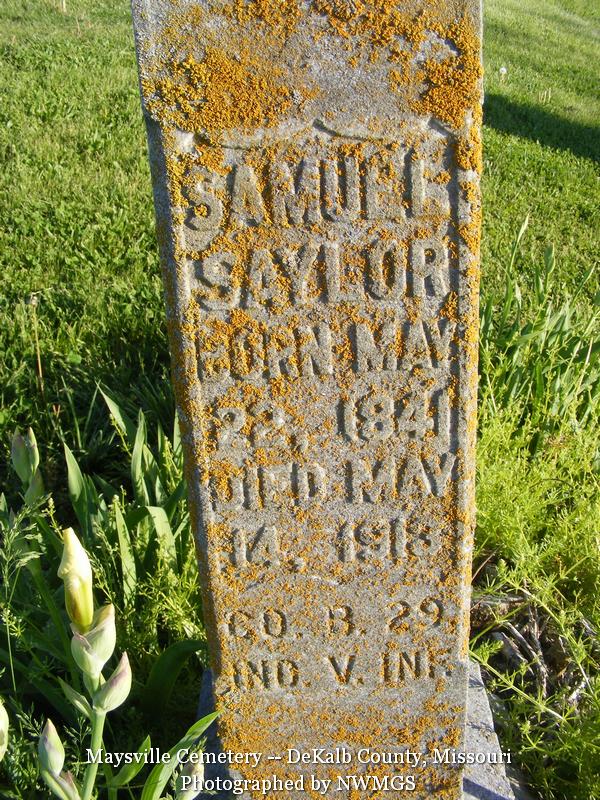 SAMUEL
SAYLOR
BORN MAY
22, 1841
DIED MAY
14, 1913
CO. B. 29.
IND. V. INF.
Maysville Cemetery -- DeKalb County, Missouri
Photographed by NWMGS